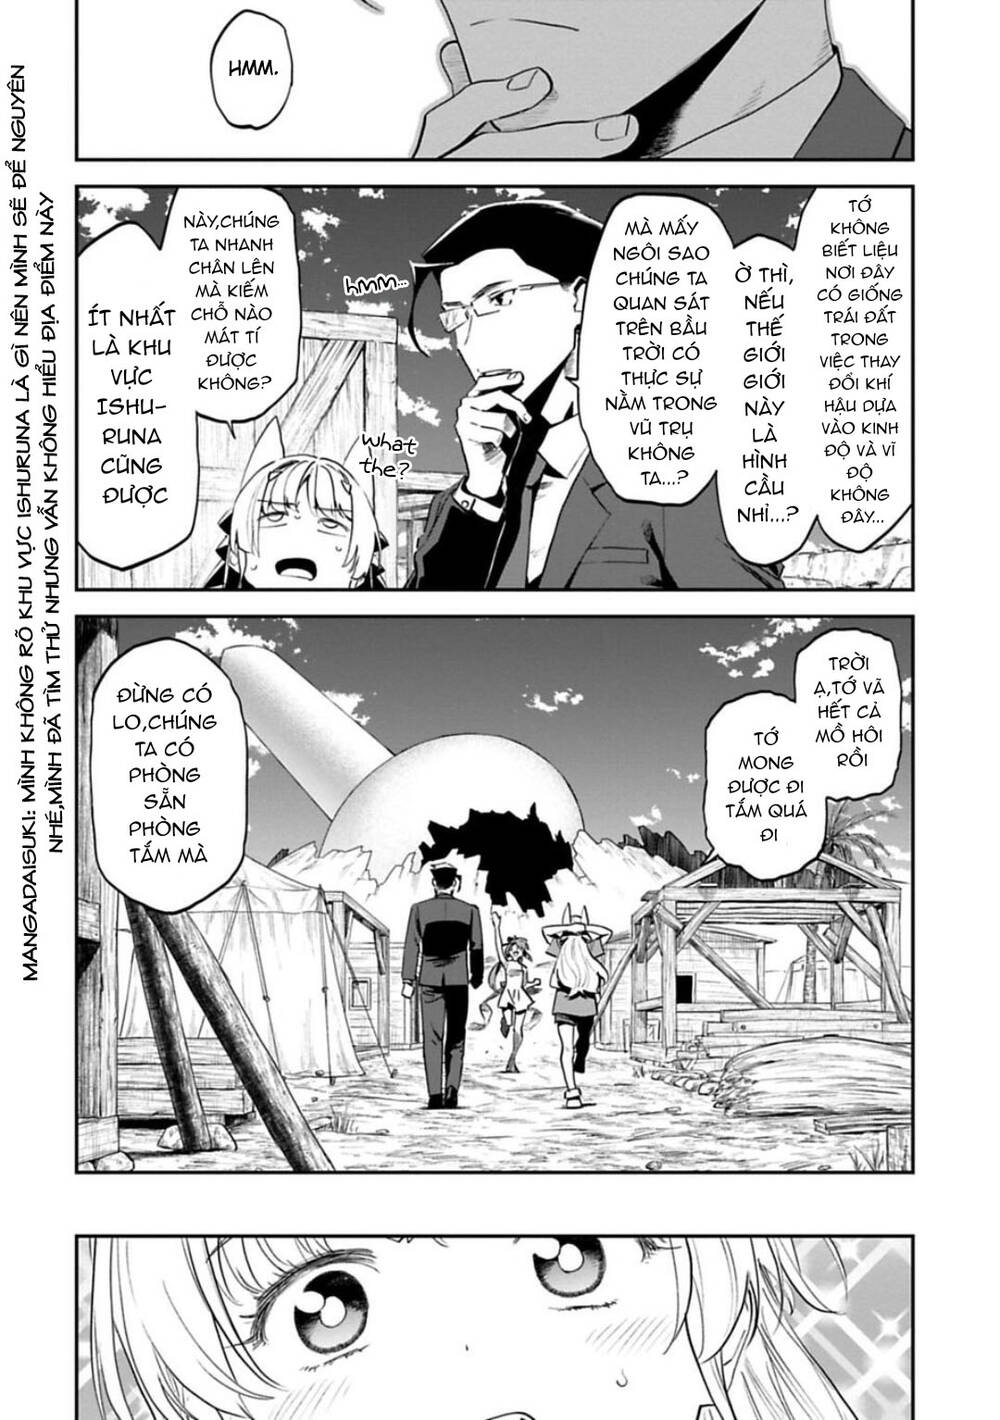 HMM.
TỚ
KHÔNG
BIẾT LIỆU
NƠI ĐÂY
CÓ GIỐNG
TRÁI ĐẤT
TRONG
VIỆC THAY
ĐỔI KHÍ
HẬU DỰA
VÀO KINH
ĐỘ VÀ VĨ
ĐỘ
KHÔNG
ĐÂY...
Ờ THÌ,
NẾU
THẾ
GIỚI
GIỚI
NÀY LÀ
HÌNH
CẦU
NHỈ...?
MÀ MẤY
NGÔI SAO
CHÚNG TA
QUAN SÁT
TRÊN BẦU
TRỜI CÓ
THỰC SỰ
NẰM TRONG
VŨ TRỤ
KHÔNG
TA...?
hmm...
NÀY,CHÚNG
TA NHANH
CHÂN LÊN
MÀ KIẾM
CHỖ NÀO
MÁT TÍ
ĐƯỢC
KHÔNG?
ÍT NHẤT
LÀ KHU
VỰC
ISHU-
RUNA
CŨNG
ĐƯỢC
What
the?
TRỜI
Ạ,TỚ VÃ
HẾT CẢ
MỒ HÔI
RỒI
TỚ
MONG
ĐƯỢC ĐI
TẮM QUÁ
ĐI
ĐỪNG CÓ
LO,CHÚNG
TA CÓ
PHÒNG
SẴN
PHÒNG
TẮM MÀ
MANGADAISUKI: MÌNH KHÔNG RÕ KHU VỰC ISHURUNA LÀ GÌ NÊN MÌNH SẼ ĐỂ NGUYÊN
NHÉ,MÌNH ĐÃ TÌM THỬ NHƯNG VẪN KHÔNG HIỂU ĐỊA ĐIỂM NÀY